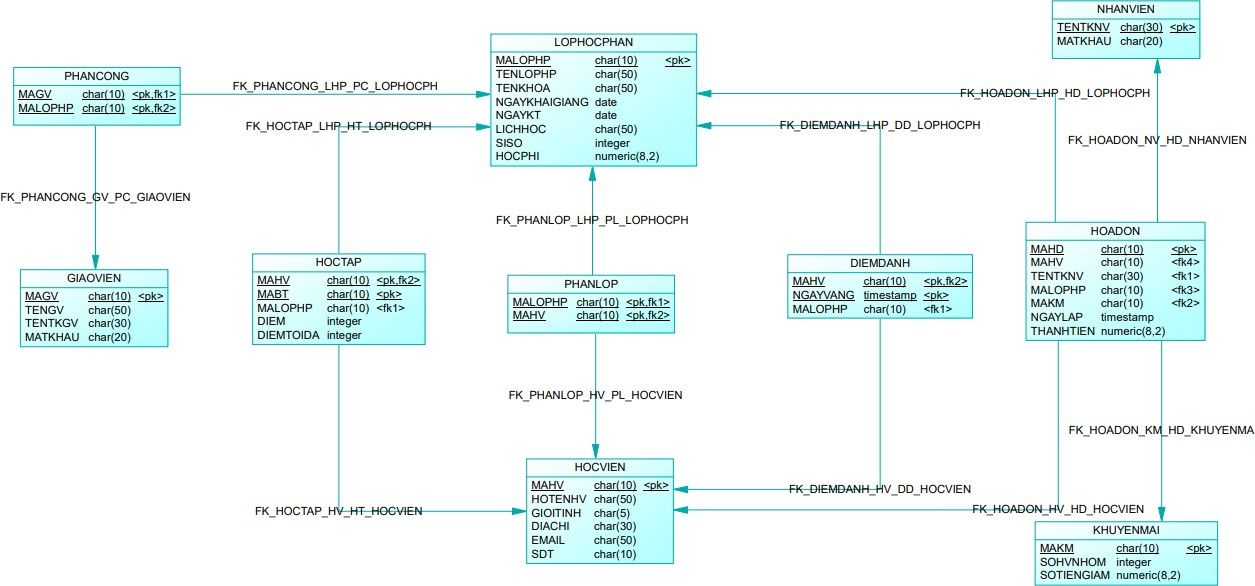 NHANVIEN
TENTKNV char(30) <pk>
MATKHAU char(20)
LOPHOCPHAN
MALOPHP char(10) <pk>
TENLOPHP char(50)
TENKHOA char(50)
NGAYKHAIGIANG date
NGAYKT date
LICHHOC char(50)
SISO integer
HOCPHI numeric(8,2)
PHANCONG
MAGV char(10) <pk,fk1>
MALOPHP char(10) <pk,fk2>
FK_PHANCONG_LHP_PC_LOPHOCPH
FK_HOADON_LHP_HD_LOPHOCPH
FK_HOCTAP_LHP_HT_LOPHOCPH
FK_DIEMDANH_LHP_DD_LOPHOCPH
FK_HOADON_NV_HD_NHANVIEN
FK_PHANCONG_GV_PC_GIAOVIEN
FK_PHANLOP_LHP_PL_LOPHOCPH
GIAOVIEN
MAGV char(10) <pk>
TENGV char(50)
TENTKGV char(30)
MATKHAU char(20)
HOCTAP
MAHV char(10) <pk,fk2>
MABT char(10) <pk>
MALOPHP char(10) <fk1>
DIEM integer
DIEMTOIDA integer
PHANLOP
MALOPHP char(10) <pk,fk1>
MAHV char(10) <pk,fk2>
DIEMDANH
MAHV char(10) <pk,fk2>
NGAYVANG timestamp <pk>
MALOPHP char(10) <fk1>
HOADON
MAHD char(10) <pk>
MAHV char(10) <fk4>
TENTKNV char(30) <fk1>
MALOPHP char(10) <fk3>
MAKM char(10) <fk2>
NGAYLAP timestamp
THANHTIEN numeric(8,2)
FK_PHANLOP_HV_PL_HOCVIEN
FK_HOADON_KM_HD_KHUYENMA
HOCVIEN
MAHV char(10) <pk>
HOTENHV char(50)
GIOITINH char(5)
DIACHI char(30)
EMAIL char(50)
SDT char(10)
FK_DIEMDANH_HV_DD_HOCVIEN
FK_HOCTAP_HV_HT_HOCVIEN
FK_HOADON_HV_HD_HOCVIEN
KHUYENMAI
MAKM char(10) <pk>
SOHVNHOM integer
SOTIENGIAM numeric(8,2)